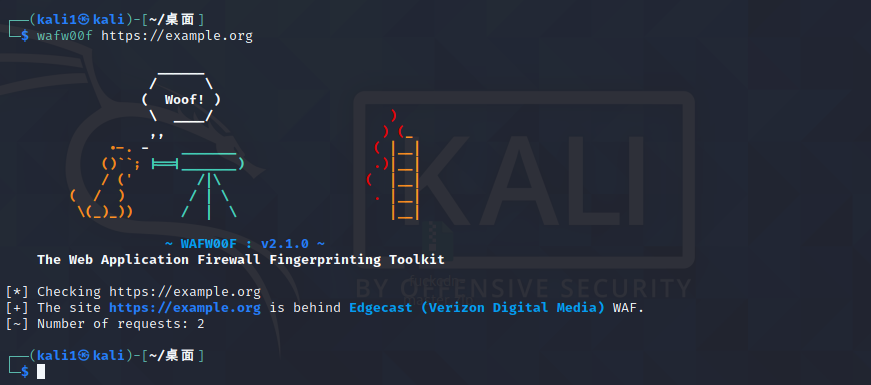 ┌──(kali1㉿kali)-[~/桌面]
└─$ wafw00f https://example.org
Woof!
~ WAFW00F : v2.1.0 ~
The Web Application Firewall Fingerprinting Toolkit
[*] Checking https://example.org
[+] The site https://example.org is behind Edgecast (Verizon Digital Media) WAF.
[~] Number of requests: 2
┌──(kali1㉿kali)-[~/桌面]
└─$
KALI
BY OFFENSIVE SECURITY